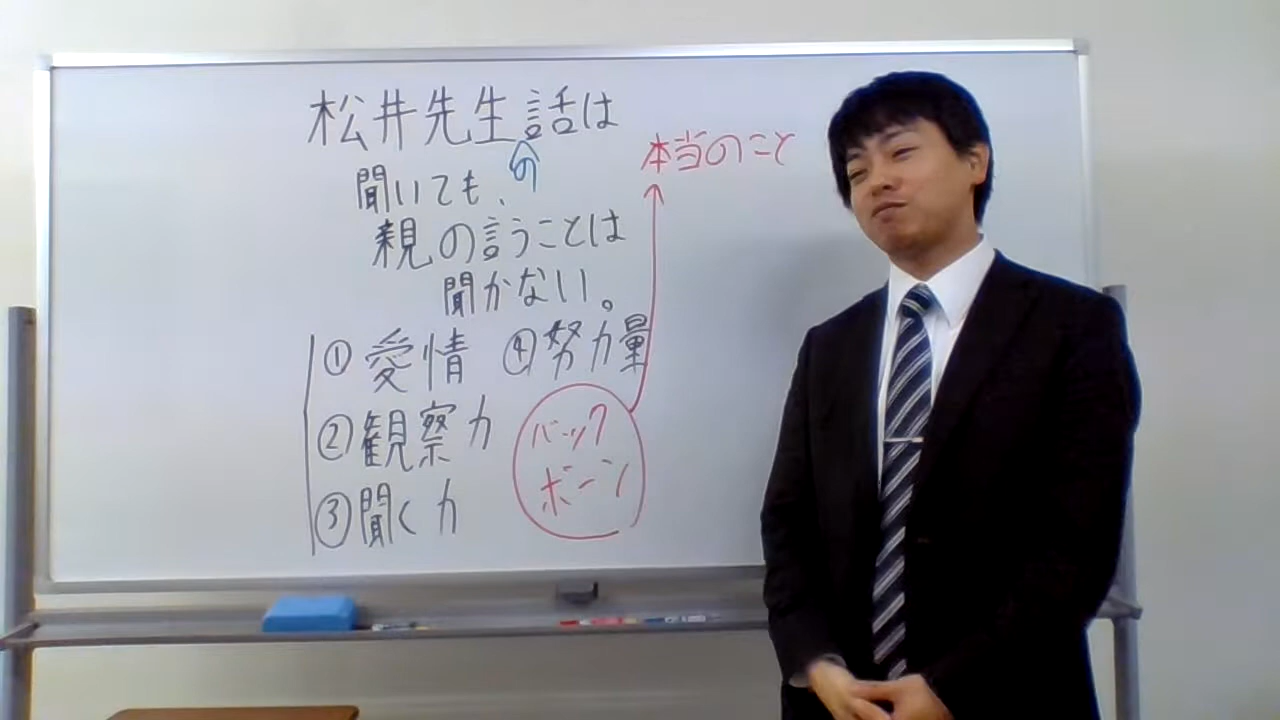 松井先生の話は
聞いても、
親の言うことは
聞かない。
①愛情
②観察力
③聞く力
④努力量
バック
ボーン
本当のこと